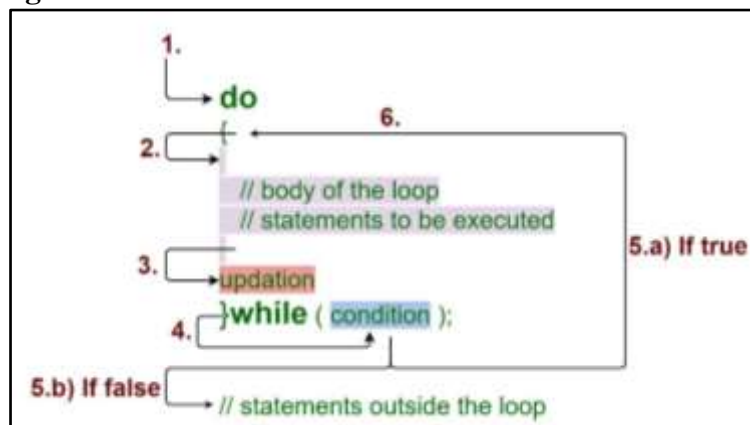 1.
do
6.
{
2.
// body of the loop
// statements to be executed
3.
updation
5.a) If true
}while ( condition );
4.
5.b) If false
// statements outside the loop